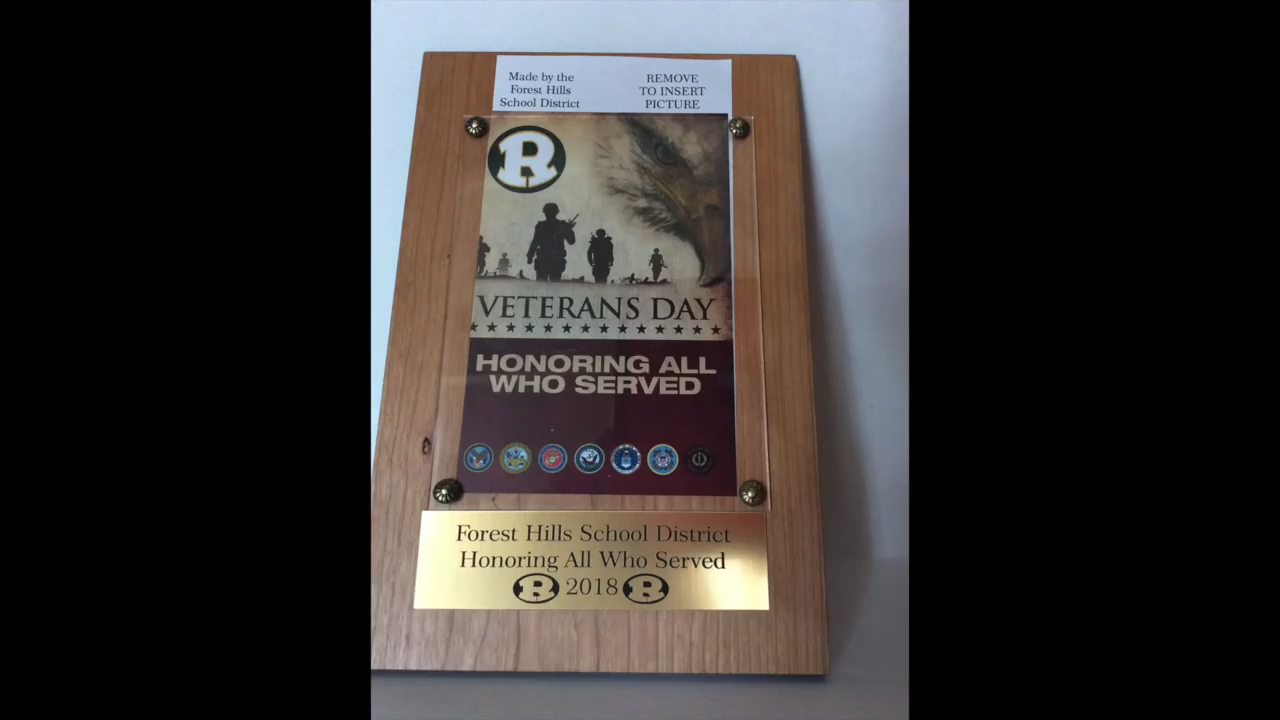 Made by the
Forest Hills
School District
REMOVE
TO INSERT
PICTURE
R
VETERANS DAY
HONORING ALL
WHO SERVED
Forest Hills School District
Honoring All Who Served
R 2018 R